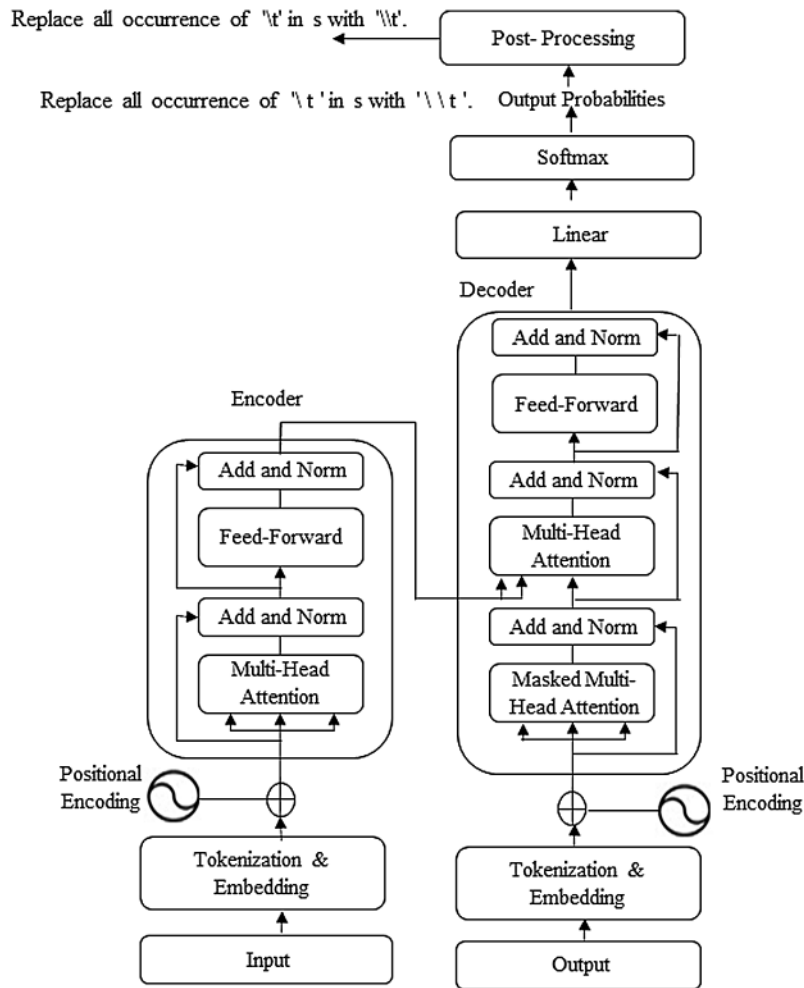 Replace all occurrence of '\t' in s with '\\t'.
Post- Processing
Replace all occurrence of '\ t ' in s with ' \ \ t '.
Output Probabilities
Softmax
Linear
Decoder
Add and Norm
Feed-Forward
Add and Norm
Multi-Head
Attention
Add and Norm
Masked Multi-
Head Attention
Encoder
Add and Norm
Feed-Forward
Add and Norm
Multi-Head
Attention
Positional
Encoding
Positional
Encoding
Tokenization &
Embedding
Tokenization &
Embedding
Input
Output